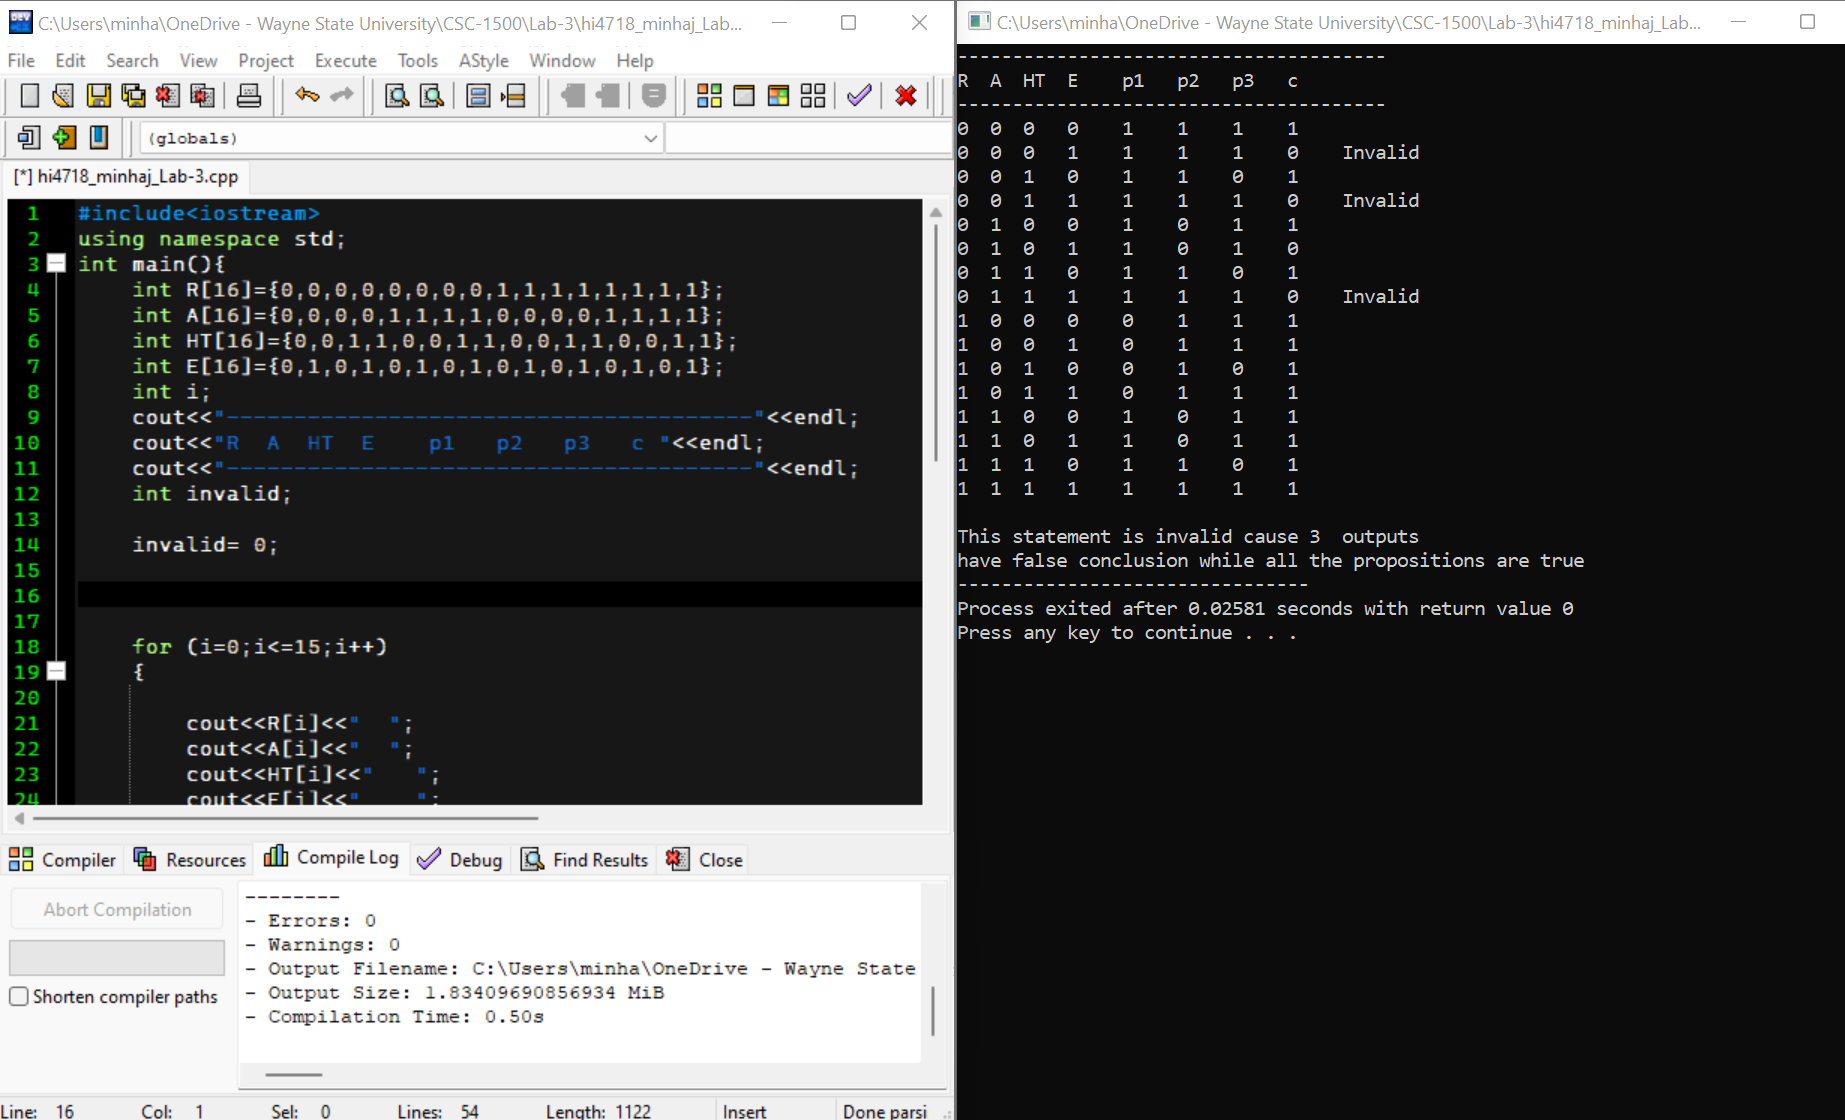 C:\Users\minha\OneDrive - Wayne State University\CSC-1500\Lab-3\hi4718_minhaj_Lab...
File Edit Search View Project Execute Tools AStyle Window Help
(globals)
[*] hi4718_minhaj_Lab-3.cpp
1 #include<iostream>
2 using namespace std;
3 int main(){
4 int R[16]={0,0,0,0,0,0,0,0,1,1,1,1,1,1,1,1};
5 int A[16]={0,0,0,0,1,1,1,1,0,0,0,0,1,1,1,1};
6 int HT[16]={0,0,1,1,0,0,1,1,0,0,1,1,0,0,1,1};
7 int E[16]={0,1,0,1,0,1,0,1,0,1,0,1,0,1,0,1};
8 int i;
9 cout<<"---------------------------------------"<<endl;
10 cout<<"R  A  HT  E    p1   p2   p3   c "<<endl;
11 cout<<"---------------------------------------"<<endl;
12 int invalid;
13
14 invalid= 0;
15
16
17
18 for (i=0;i<=15;i++)
19 {
20
21 cout<<R[i]<<"  ";
22 cout<<A[i]<<"  ";
23 cout<<HT[i]<<"   ";
24 cout<<E[i]<<"    ";
Compiler Resources Compile Log Debug Find Results Close
Abort Compilation
Shorten compiler paths
--------
- Errors: 0
- Warnings: 0
- Output Filename: C:\Users\minha\OneDrive - Wayne State
- Output Size: 1.83409690856934 MiB
- Compilation Time: 0.50s
Line: 16 Col: 1 Sel: 0 Lines: 54 Length: 1122 Insert Done parsi
C:\Users\minha\OneDrive - Wayne State University\CSC-1500\Lab-3\hi4718_minhaj_Lab...
---------------------------------------
R  A  HT  E    p1   p2   p3   c
---------------------------------------
0  0  0   0    1    1    1    1
0  0  0   1    1    1    1    0    Invalid
0  0  1   0    1    1    0    1
0  0  1   1    1    1    1    0    Invalid
0  1  0   0    1    0    1    1
0  1  0   1    1    0    1    0
0  1  1   0    1    1    0    1
0  1  1   1    1    1    1    0    Invalid
1  0  0   0    0    1    1    1
1  0  0   1    0    1    1    1
1  0  1   0    0    1    0    1
1  0  1   1    0    1    1    1
1  1  0   0    1    0    1    1
1  1  0   1    1    0    1    1
1  1  1   0    1    1    0    1
1  1  1   1    1    1    1    1
This statement is invalid cause 3  outputs
have false conclusion while all the propositions are true
--------------------------------
Process exited after 0.02581 seconds with return value 0
Press any key to continue . . .